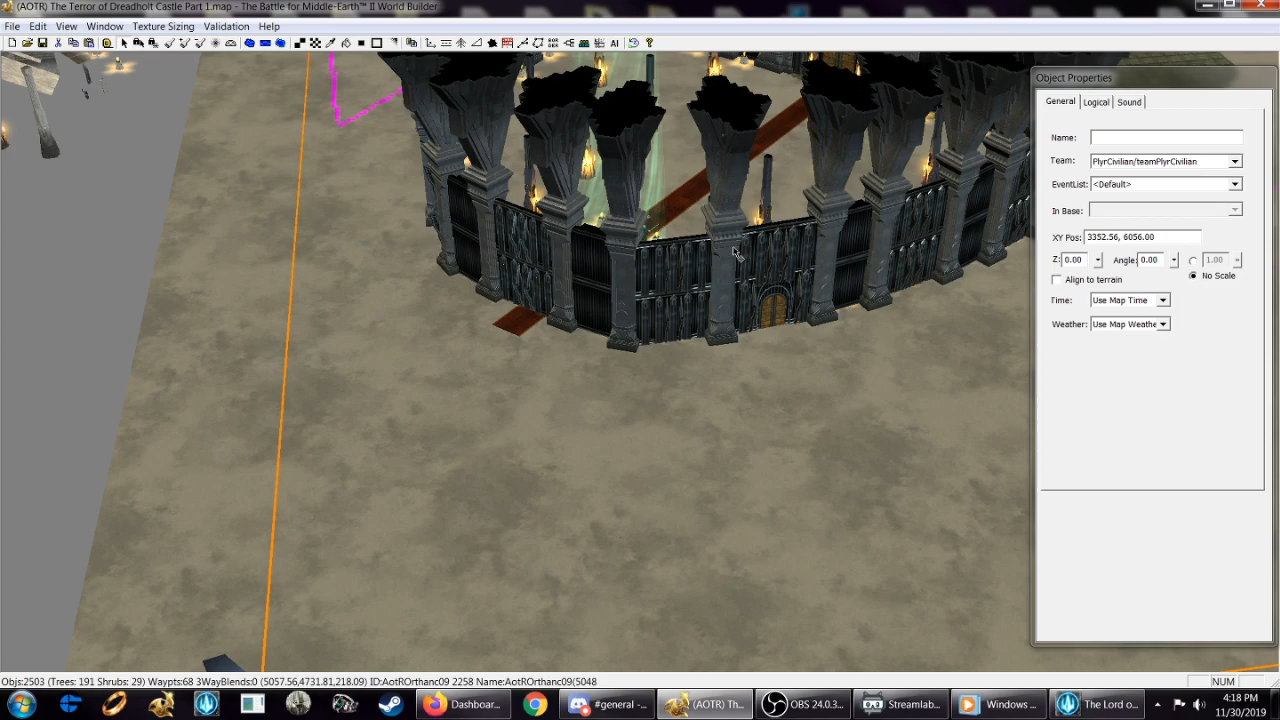 (AOTR) The Terror of Dreadholt Castle Part 1.map - The Battle for Middle-Earth™ II World Builder
File Edit View Window Texture Sizing Validation Help
AI
Object Properties
General Logical Sound
Name:
Team: PlyrCivilian/teamPlyrCivilian
EventList: <Default>
In Base:
XY Pos: 3352.56, 6056.00
Z: 0.00 Angle: 0.00 1.00
No Scale
Align to terrain
Time: Use Map Time
Weather: Use Map Weathe
Objs:2503 (Trees: 191 Shrubs: 29) Waypts:68 3WayBlends:0 (5057.56,4731.81,218.09) ID:AotROrthanc09 2258 Name:AotROrthanc09(5048
NUM
Dashboar... #general -... (AOTR) Th... OBS 24.0.3... Streamlab... Windows ... The Lord o...
4:18 PM
11/30/2019